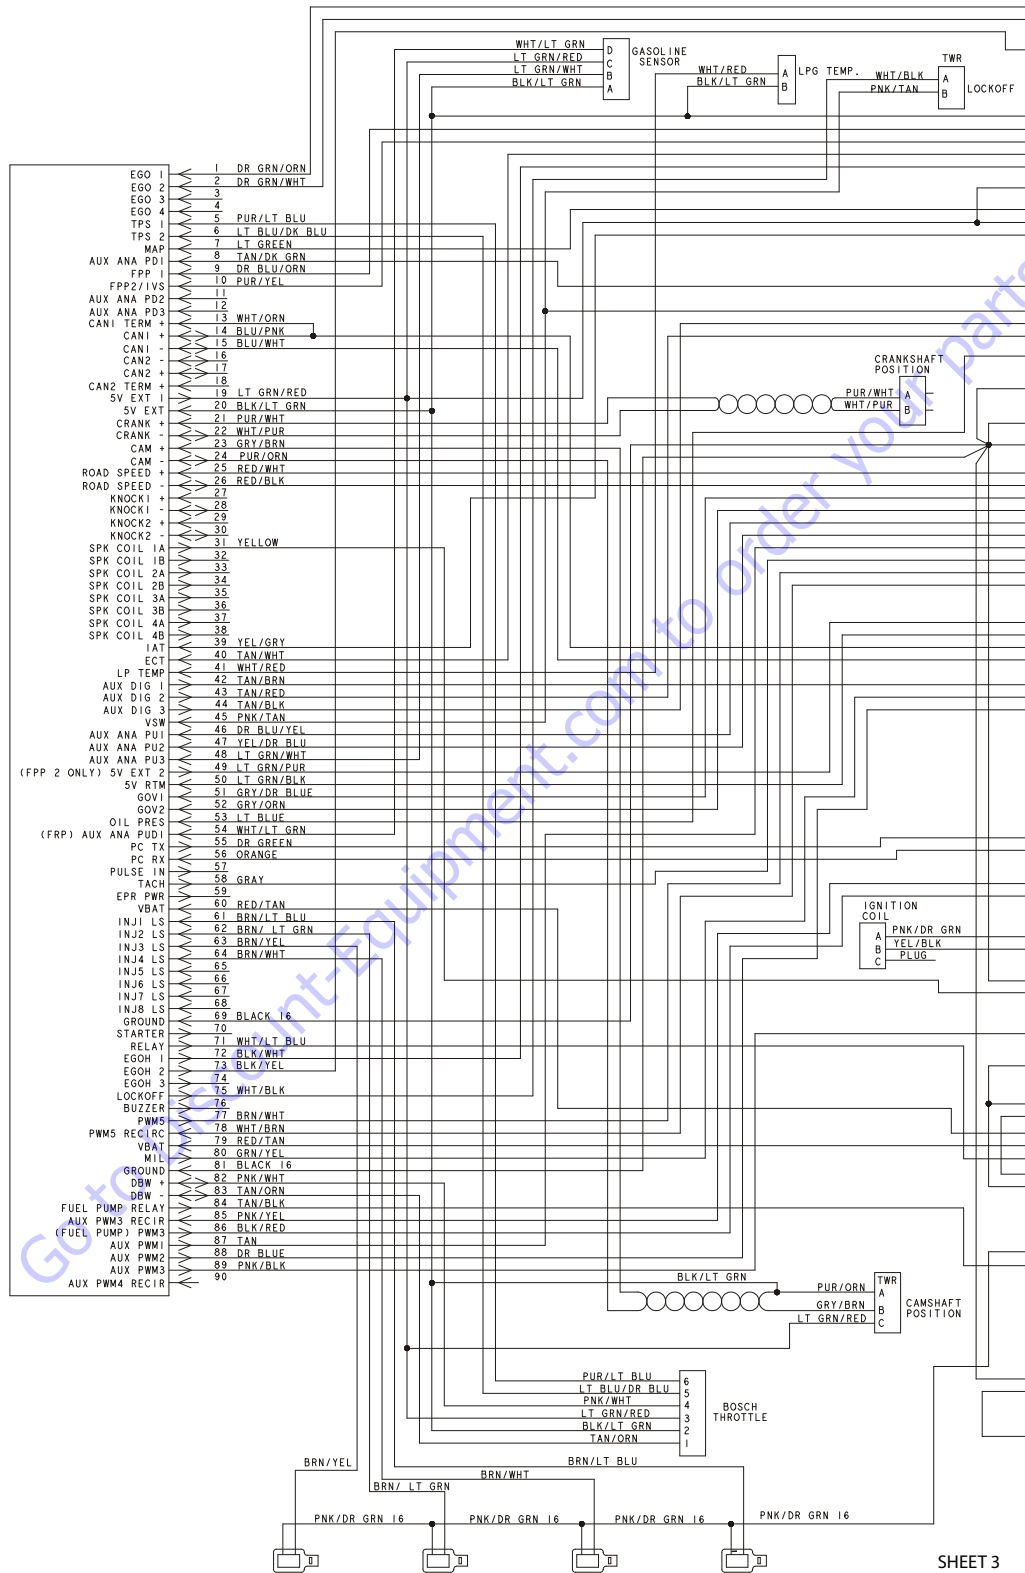 WHT/LT GRN D GASOLINE SENSOR
LT GRN/RED C
LT GRN/WHT B
BLK/LT GRN A
WHT/RED A LPG TEMP.
BLK/LT GRN B
TWR
WHT/BLK A LOCKOFF
PNK/TAN B
EGO 1 1 DR GRN/ORN
EGO 2 2 DR GRN/WHT
EGO 3 3
EGO 4 4
TPS 1 5 PUR/LT BLU
TPS 2 6 LT BLU/DK BLU
MAP 7 LT GREEN
AUX ANA PD1 8 TAN/DK GRN
FPP 1 9 DR BLU/ORN
FPP2/IVS 10 PUR/YEL
AUX ANA PD2 11
AUX ANA PD3 12
CAN1 TERM + 13 WHT/ORN
CAN1 + 14 BLU/PNK
CAN1 - 15 BLU/WHT
CAN2 - 16
CAN2 + 17
CAN2 TERM + 18
5V EXT 1 19 LT GRN/RED
5V EXT 20 BLK/LT GRN
CRANK + 21 PUR/WHT
CRANK - 22 WHT/PUR
CAM + 23 GRY/BRN
CAM - 24 PUR/ORN
ROAD SPEED + 25 RED/WHT
ROAD SPEED - 26 RED/BLK
KNOCK1 + 27
KNOCK1 - 28
KNOCK2 + 29
KNOCK2 - 30
SPK COIL 1A 31 YELLOW
SPK COIL 1B 32
SPK COIL 2A 33
SPK COIL 2B 34
SPK COIL 3A 35
SPK COIL 3B 36
SPK COIL 4A 37
SPK COIL 4B 38
IAT 39 YEL/GRY
ECT 40 TAN/WHT
LP TEMP 41 WHT/RED
AUX DIG 1 42 TAN/BRN
AUX DIG 2 43 TAN/RED
AUX DIG 3 44 TAN/BLK
VSW 45 PNK/TAN
AUX ANA PU1 46 DR BLU/YEL
AUX ANA PU2 47 YEL/DR BLU
AUX ANA PU3 48 LT GRN/WHT
(FPP 2 ONLY) 5V EXT 2 49 LT GRN/PUR
5V RTM 50 LT GRN/BLK
GOV1 51 GRY/DR BLUE
GOV2 52 GRY/ORN
OIL PRES 53 LT BLUE
(FRP) AUX ANA PUD1 54 WHT/LT GRN
PC TX 55 DR GREEN
PC RX 56 ORANGE
PULSE IN 57
TACH 58 GRAY
EPR PWR 59
VBAT 60 RED/TAN
INJ1 LS 61 BRN/LT BLU
INJ2 LS 62 BRN/ LT GRN
INJ3 LS 63 BRN/YEL
INJ4 LS 64 BRN/WHT
INJ5 LS 65
INJ6 LS 66
INJ7 LS 67
INJ8 LS 68
GROUND 69 BLACK 16
STARTER 70
RELAY 71 WHT/LT BLU
EGOH 1 72 BLK/WHT
EGOH 2 73 BLK/YEL
EGOH 3 74
LOCKOFF 75 WHT/BLK
BUZZER 76
PWM5 77 BRN/WHT
PWM5 RECIRC 78 WHT/BRN
VBAT 79 RED/TAN
MIL 80 GRN/YEL
GROUND 81 BLACK 16
DBW + 82 PNK/WHT
DBW - 83 TAN/ORN
FUEL PUMP RELAY 84 TAN/BLK
AUX PWM3 RECIR 85 PNK/YEL
(FUEL PUMP) PWM3 86 BLK/RED
AUX PWM1 87 TAN
AUX PWM2 88 DR BLUE
AUX PWM3 89 PNK/BLK
AUX PWM4 RECIR 90
CRANKSHAFT
POSITION
PUR/WHT A
WHT/PUR B
IGNITION
COIL
A PNK/DR GRN
B YEL/BLK
C PLUG
BLK/LT GRN
TWR
PUR/ORN A
GRY/BRN B
LT GRN/RED C
CAMSHAFT
POSITION
PUR/LT BLU 6
LT BLU/DR BLU 5
PNK/WHT 4
LT GRN/RED 3
BLK/LT GRN 2
TAN/ORN 1
BOSCH
THROTTLE
BRN/YEL
BRN/ LT GRN
BRN/WHT
BRN/LT BLU
PNK/DR GRN 16 PNK/DR GRN 16 PNK/DR GRN 16 PNK/DR GRN 16
SHEET 3
Go to Discount-Equipment.com to order your parts